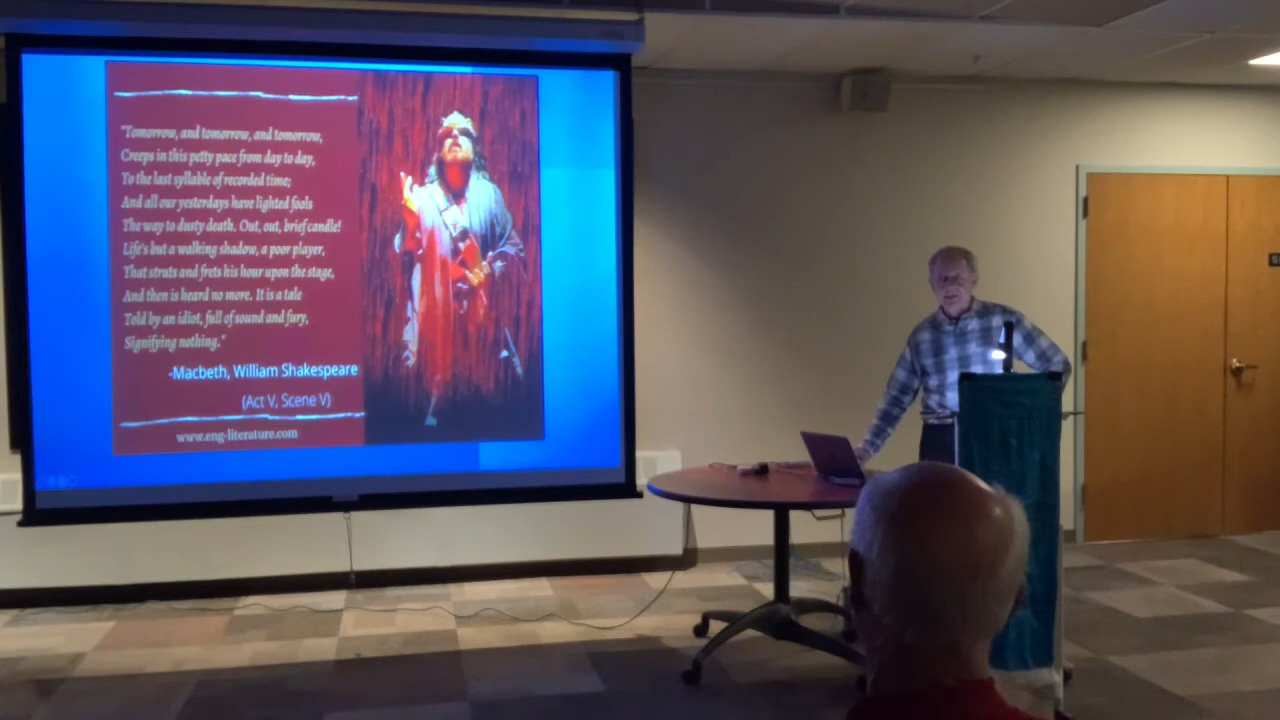 "Tomorrow, and tomorrow, and tomorrow,
Creeps in this petty pace from day to day,
To the last syllable of recorded time;
And all our yesterdays have lighted fools
The way to dusty death. Out, out, brief candle!
Life's but a walking shadow, a poor player,
That struts and frets his hour upon the stage,
And then is heard no more. It is a tale
Told by an idiot, full of sound and fury,
Signifying nothing."
-Macbeth, William Shakespeare
(Act V, Scene V)
www.eng-literature.com